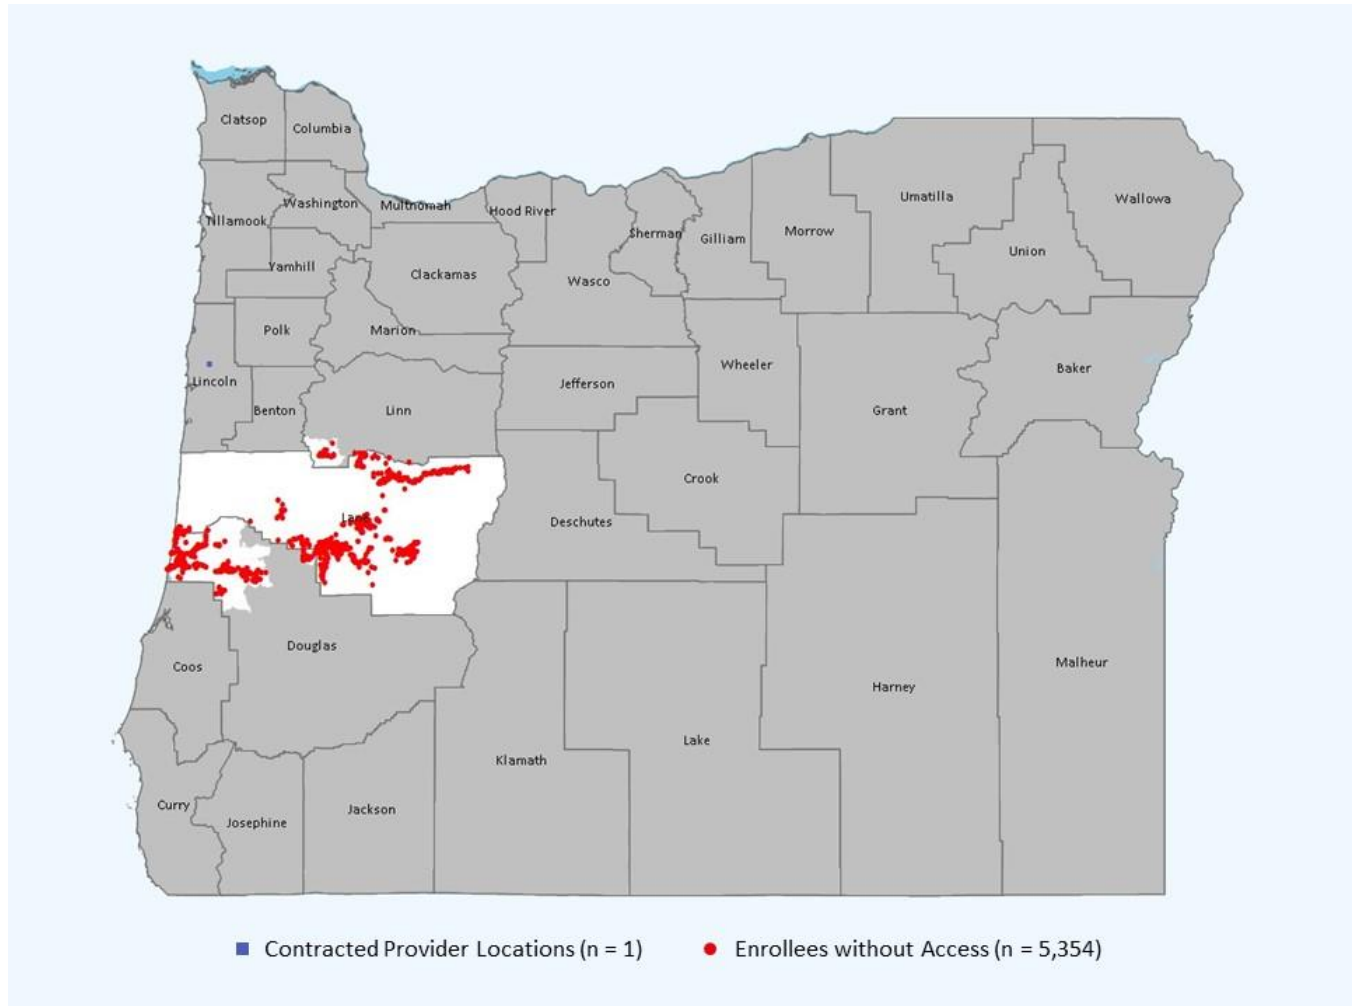 Clatsop
Columbia
Washington
Multnomah
Hood River
Tillamook
Sherman
Gilliam
Morrow
Umatilla
Wallowa
Union
Yamhill
Clackamas
Wasco
Polk
Marion
Wheeler
Baker
Lincoln
Benton
Linn
Jefferson
Grant
Crook
Lane
Deschutes
Douglas
Coos
Malheur
Harney
Lake
Klamath
Curry
Josephine
Jackson
Contracted Provider Locations (n = 1) Enrollees without Access (n = 5,354)